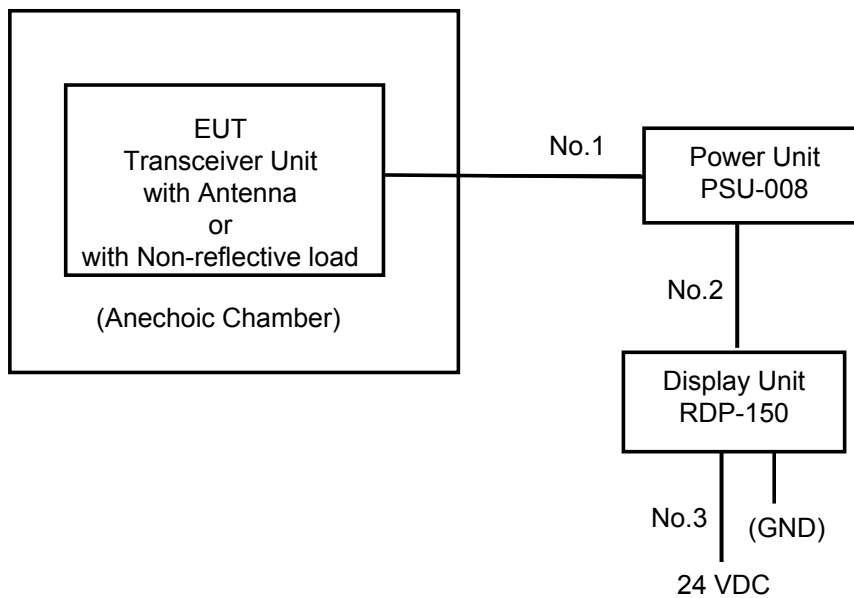 EUT
Transceiver Unit
with Antenna
or
with Non-reflective load
(Anechoic Chamber)
No.1
Power Unit
PSU-008
No.2
Display Unit
RDP-150
No.3
(GND)
24 VDC